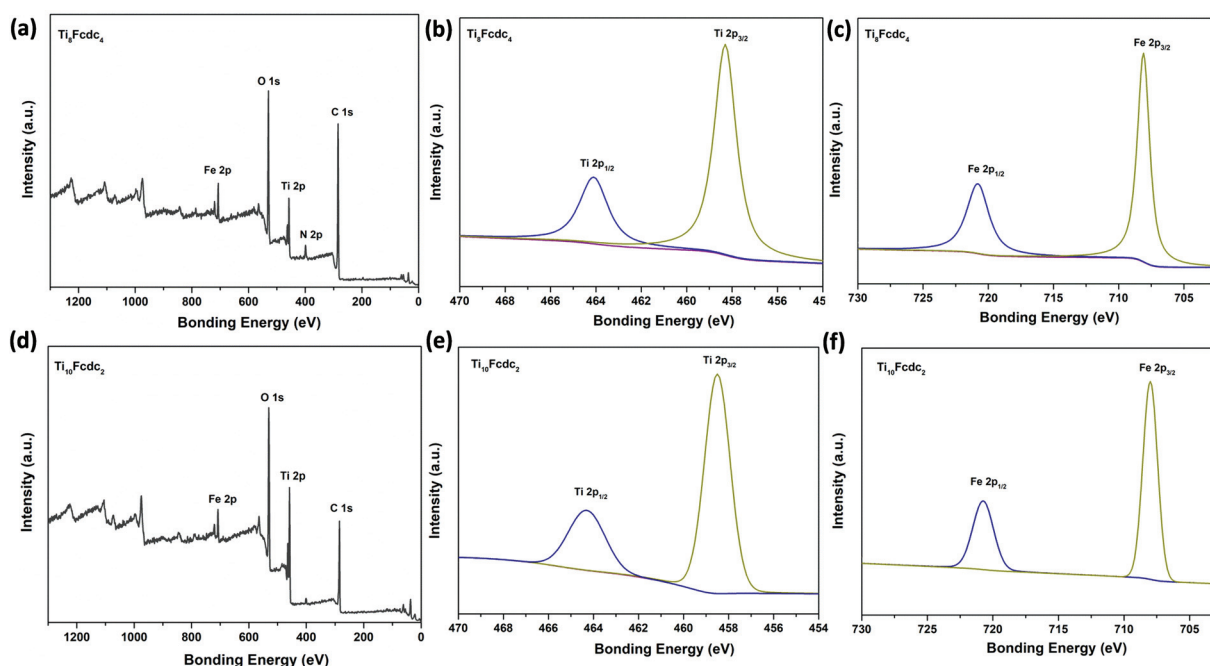 (a)
Ti₈Fcdc₄
O 1s
C 1s
Fe 2p
Ti 2p
N 2p
Intensity (a.u.)
1200 1000 800 600 400 200 0
Bonding Energy (eV)
(b)
Ti₈Fcdc₄
Ti 2p₃/₂
Ti 2p₁/₂
Intensity (a.u.)
470 468 466 464 462 460 458 456 45
Bonding Energy (eV)
(c)
Ti₈Fcdc₄
Fe 2p₃/₂
Fe 2p₁/₂
Intensity (a.u.)
730 725 720 715 710 705
Bonding Energy (eV)
(d)
Ti₁₀Fcdc₂
O 1s
Ti 2p
Fe 2p
C 1s
Intensity (a.u.)
1200 1000 800 600 400 200 0
Bonding Energy (eV)
(e)
Ti₁₀Fcdc₂
Ti 2p₃/₂
Ti 2p₁/₂
Intensity (a.u.)
470 468 466 464 462 460 458 456 454
Bonding Energy (eV)
(f)
Ti₁₀Fcdc₂
Fe 2p₃/₂
Fe 2p₁/₂
Intensity (a.u.)
730 725 720 715 710 705
Bonding Energy (eV)